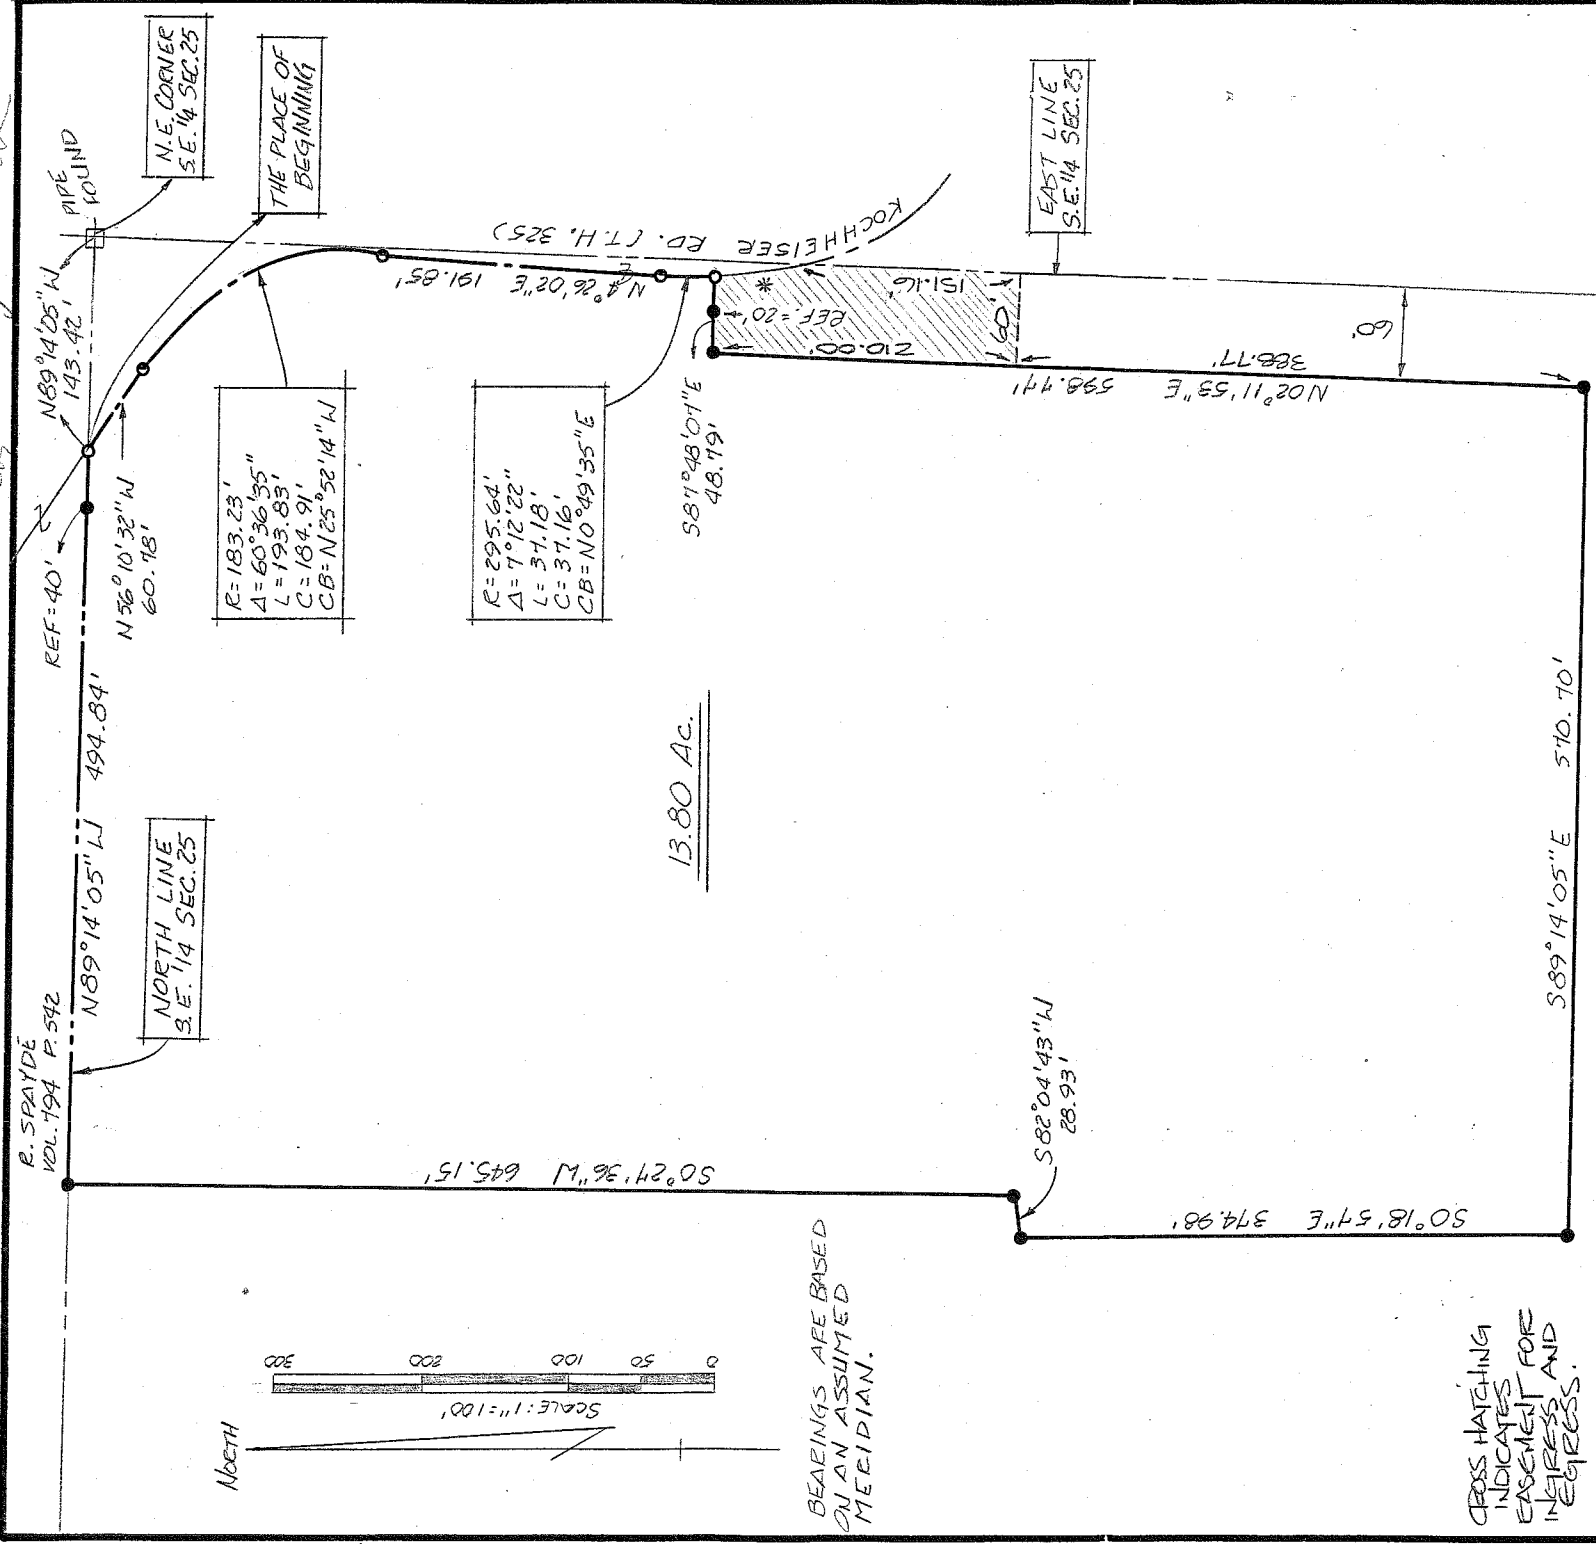 N.E. CORNER
S.E. 1/4 SEC. 25
PIPE
FOUND
THE PLACE OF
BEGINNING
N89°14'05"W
143.42'
REF=40'
N56°10'32"W
60.78'
R. SPAYDE
VOL. 794 P. 542
N89°14'05"W 494.84'
NORTH LINE
S.E. 1/4 SEC. 25
R=183.23'
Δ=60°36'35"
L=193.83'
C=184.91'
CB=N25°52'14"W
KOCHHEISER RD. (T.H. 325)
N4°26'02"E 191.85'
R=295.64'
Δ=7°12'22"
L=37.18'
C=37.16'
CB=N0°49'35"E
S87°48'07"E
48.79'
REF.=20'
*
151.16'
210.00'
60'
EAST LINE
S.E. 1/4 SEC. 25
60'
388.77'
N02°11'53"E 598.77'
13.80 Ac.
S0°27'36"W 645.15'
S82°04'43"W
28.93'
S0°18'57"E 374.98'
S89°14'05"E 570.70'
NORTH
SCALE: 1"=100'
0 50 100 200 300
BEARINGS ARE BASED
ON AN ASSUMED
MERIDIAN.
CROSS HATCHING
INDICATES
EASEMENT FOR
INGRESS AND
EGRESS.